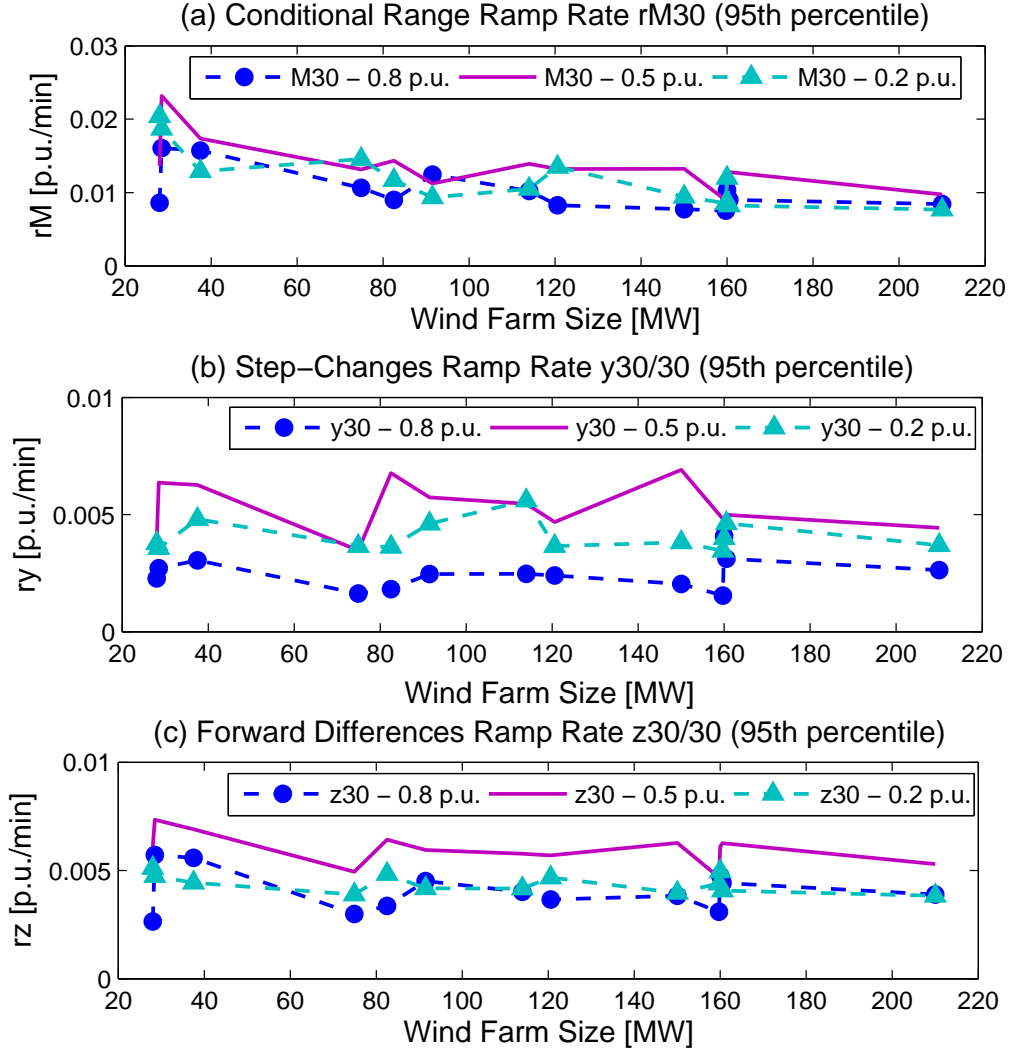 (a) Conditional Range Ramp Rate rM30 (95th percentile)
0.03
M30 − 0.8 p.u. M30 − 0.5 p.u. M30 − 0.2 p.u.
0.02
rM [p.u./min]
0.01
0
20 40 60 80 100 120 140 160 180 200 220
Wind Farm Size [MW]
(b) Step−Changes Ramp Rate y30/30 (95th percentile)
0.01
y30 − 0.8 p.u. y30 − 0.5 p.u. y30 − 0.2 p.u.
ry [p.u./min]
0.005
0
20 40 60 80 100 120 140 160 180 200 220
Wind Farm Size [MW]
(c) Forward Differences Ramp Rate z30/30 (95th percentile)
0.01
z30 − 0.8 p.u. z30 − 0.5 p.u. z30 − 0.2 p.u.
rz [p.u./min]
0.005
0
20 40 60 80 100 120 140 160 180 200 220
Wind Farm Size [MW]